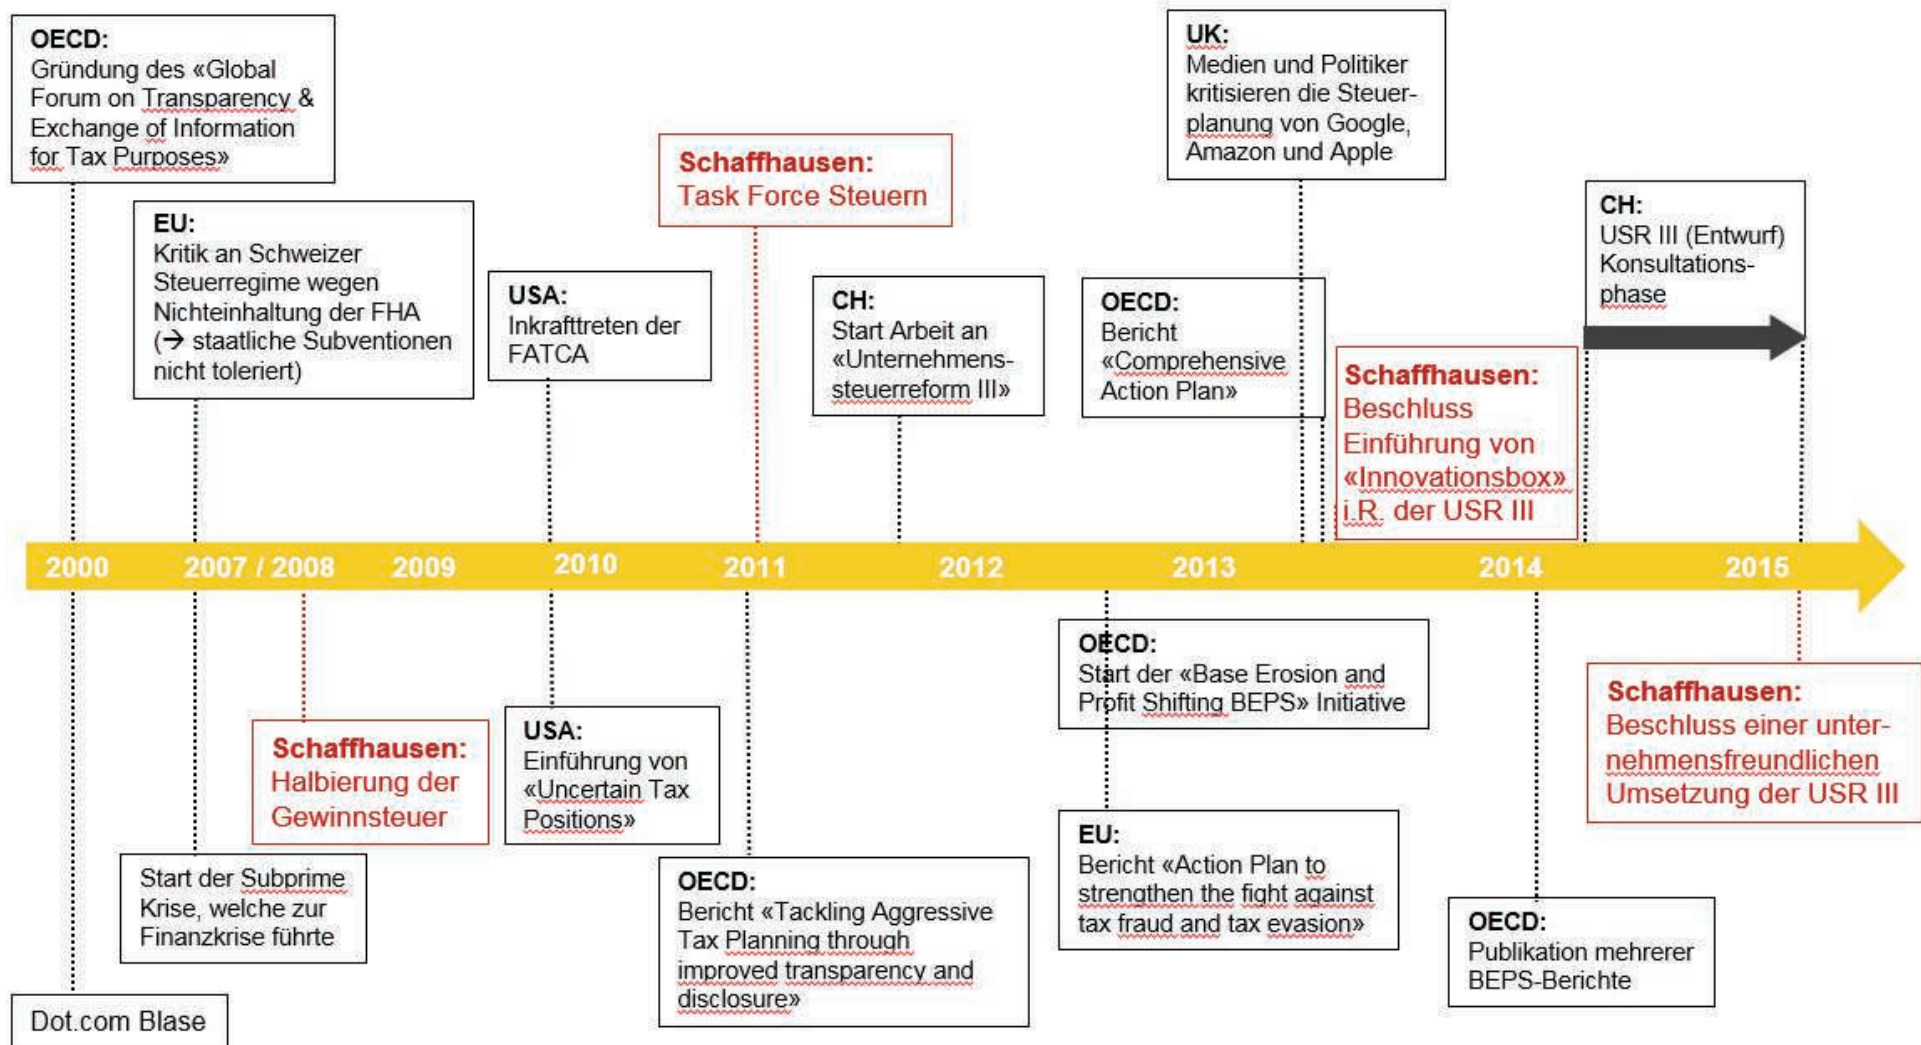 OECD:
Gründung des «Global
Forum on Transparency &
Exchange of Information
for Tax Purposes»
EU:
Kritik an Schweizer
Steuerregime wegen
Nichteinhaltung der FHA
(→ staatliche Subventionen
nicht toleriert)
USA:
Inkrafttreten der
FATCA
Schaffhausen:
Task Force Steuern
CH:
Start Arbeit an
«Unternehmens-
steuerreform III»
OECD:
Bericht
«Comprehensive
Action Plan»
UK:
Medien und Politiker
kritisieren die Steuer-
planung von Google,
Amazon und Apple
Schaffhausen:
Beschluss
Einführung von
«Innovationsbox»
i.R. der USR III
CH:
USR III (Entwurf)
Konsultations-
phase
2000 2007 / 2008 2009 2010 2011 2012 2013 2014 2015
Dot.com Blase
Start der Subprime
Krise, welche zur
Finanzkrise führte
Schaffhausen:
Halbierung der
Gewinnsteuer
USA:
Einführung von
«Uncertain Tax
Positions»
OECD:
Bericht «Tackling Aggressive
Tax Planning through
improved transparency and
disclosure»
OECD:
Start der «Base Erosion and
Profit Shifting BEPS» Initiative
EU:
Bericht «Action Plan to
strengthen the fight against
tax fraud and tax evasion»
OECD:
Publikation mehrerer
BEPS-Berichte
Schaffhausen:
Beschluss einer unter-
nehmensfreundlichen
Umsetzung der USR III